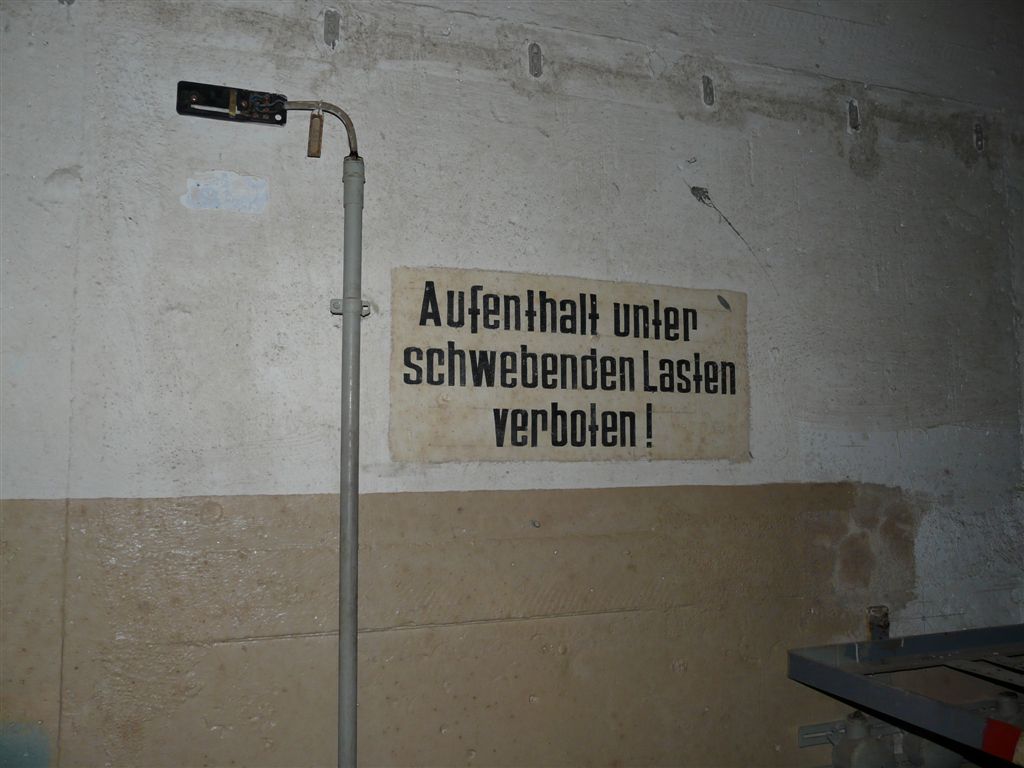 Aufenthalt unter
schwebenden Lasten
verboten!